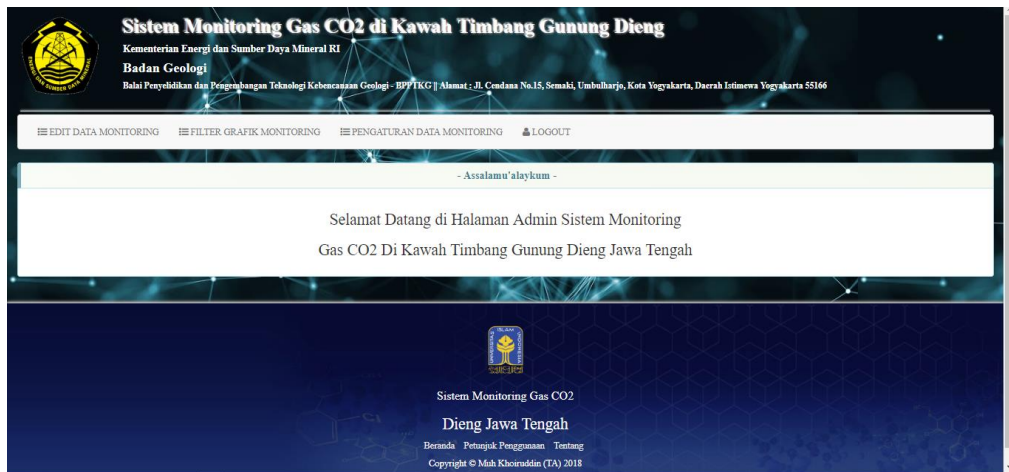 Sistem Monitoring Gas CO2 di Kawah Timbang Gunung Dieng
Kementerian Energi dan Sumber Daya Mineral RI
Badan Geologi
Balai Penyelidikan dan Pengembangan Teknologi Kebencanaan Geologi - BPPTKG || Alamat : Jl. Cendana No.15, Semaki, Umbulharjo, Kota Yogyakarta, Daerah Istimewa Yogyakarta 55166
EDIT DATA MONITORING FILTER GRAFIK MONITORING PENGATURAN DATA MONITORING LOGOUT
- Assalamu'alaykum -
Selamat Datang di Halaman Admin Sistem Monitoring
Gas CO2 Di Kawah Timbang Gunung Dieng Jawa Tengah
ISLAM
Sistem Monitoring Gas CO2
Dieng Jawa Tengah
Beranda Petunjuk Penggunaan Tentang
Copyright © Muh Khoiruddin (TA) 2018